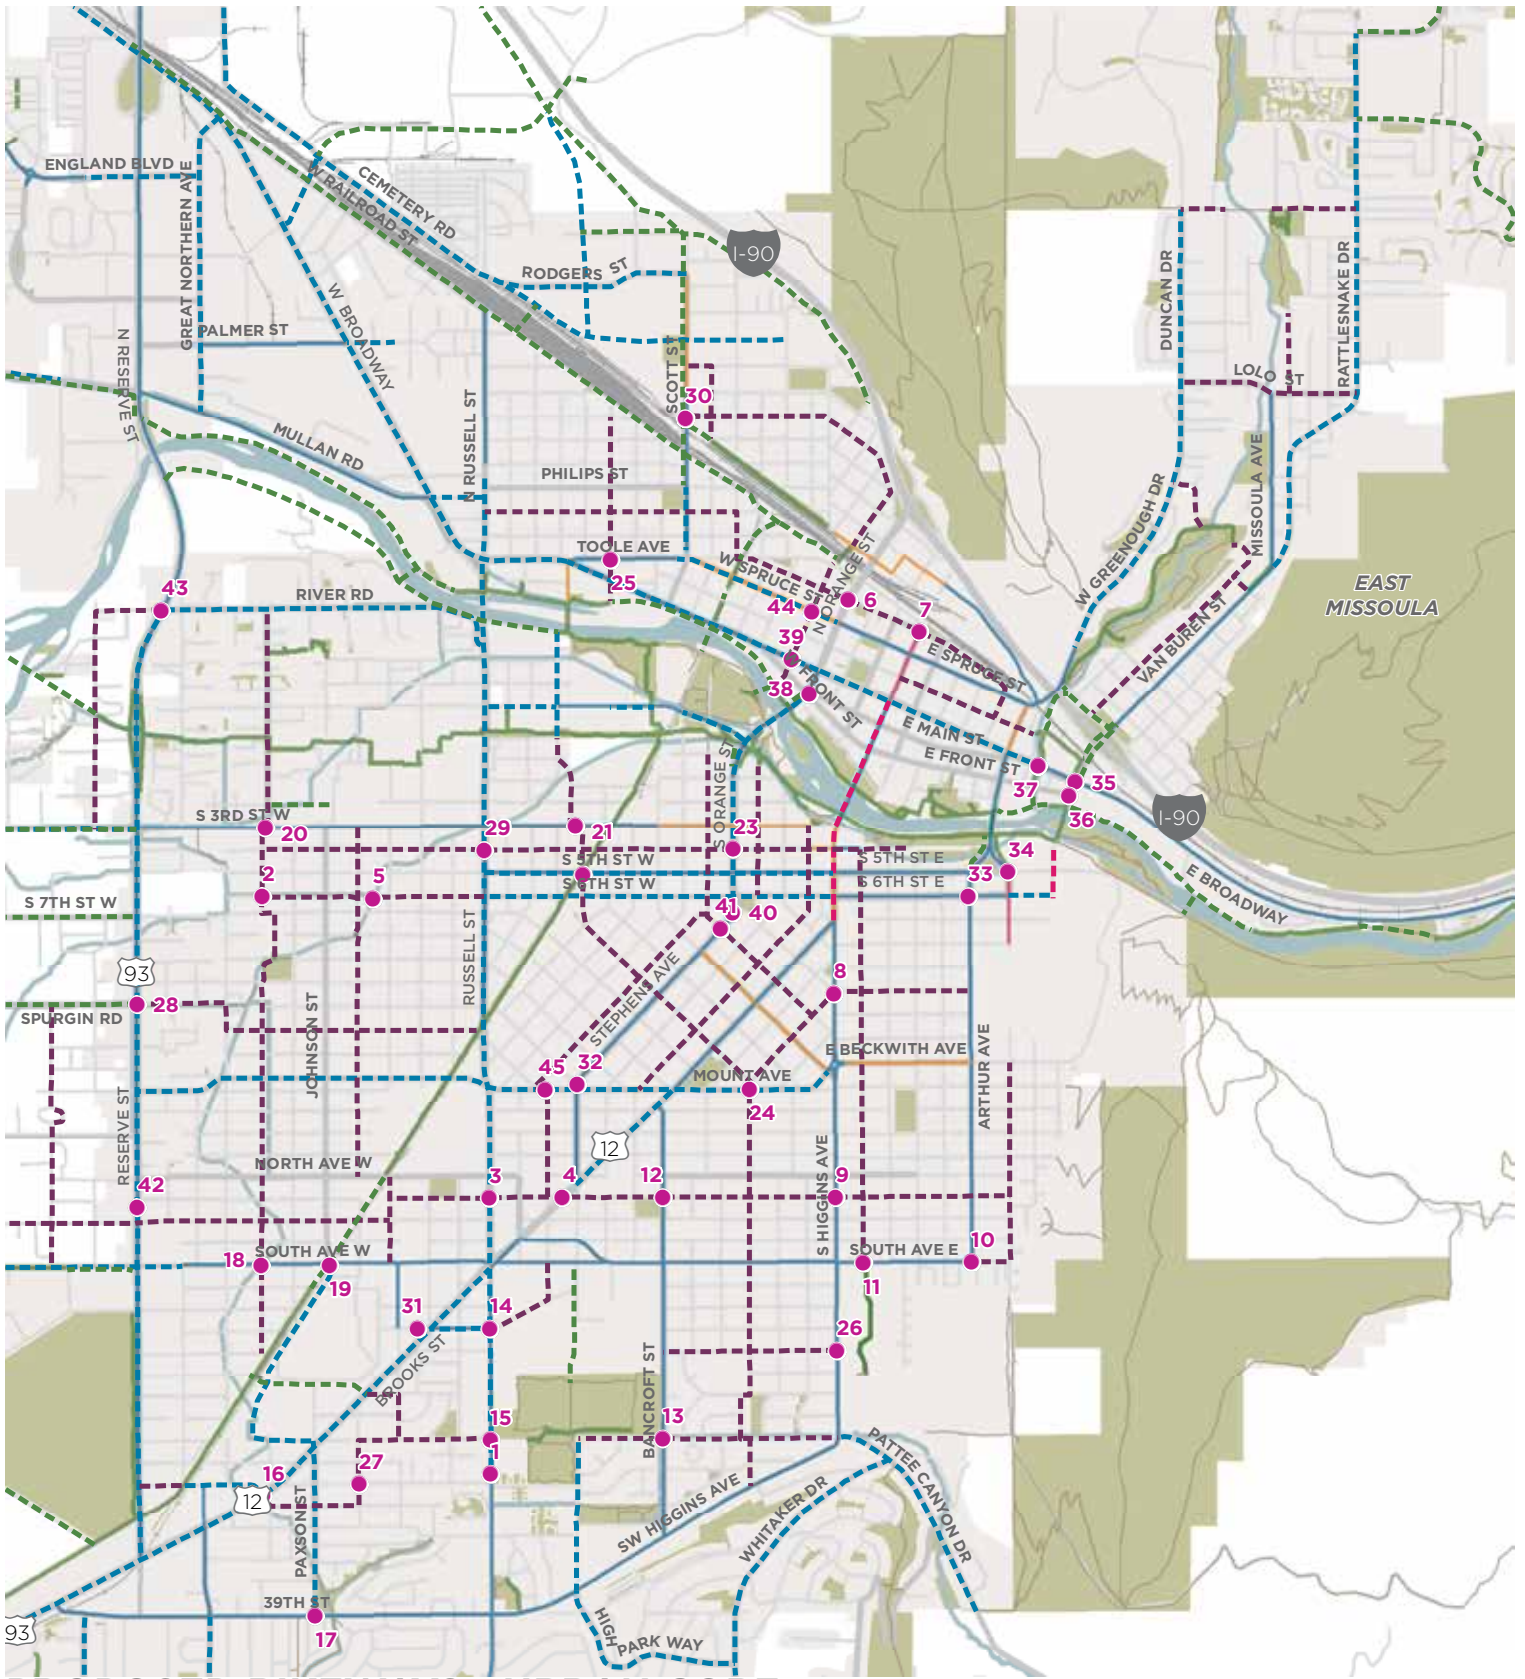 ENGLAND BLVD
GREAT NORTHERN AVE
W RAILROAD ST
CEMETERY RD
RODGERS ST
I-90
DUNCAN DR
RATTLESNAKE DR
N RESERVE ST
PALMER ST
W BROADWAY
SCOTT ST
LOLO ST
30
N RUSSELL ST
MULLAN RD
PHILIPS ST
MISSOULA AVE
W GREENOUGH DR
TOOLE AVE
25
W SPRUCE ST
N ORANGE ST
43
RIVER RD
44
6
7
EAST
MISSOULA
39
E SPRUCE ST
VAN BUREN ST
38
FRONT ST
E MAIN ST
E FRONT ST
37
35
36
I-90
S ORANGE ST
S 3RD ST W
20
29
21
23
S 5TH ST W
S 5TH ST E
34
2
5
S 6TH ST W
S 6TH ST E
33
E BROADWAY
S 7TH ST W
41
40
RUSSELL ST
93
STEPHENS AVE
8
28
SPURGIN RD
JOHNSON ST
E BECKWITH AVE
ARTHUR AVE
45
32
MOUNT AVE
24
RESERVE ST
12
NORTH AVE W
42
3
4
12
9
S HIGGINS AVE
18
SOUTH AVE W
19
SOUTH AVE E
10
11
31
14
26
BROOKS ST
BANCROFT ST
15
13
1
PATTEE CANYON DR
16
27
12
PAXSON ST
SW HIGGINS AVE
WHITAKER DR
39TH ST
93
17
HIGH
PARK WAY